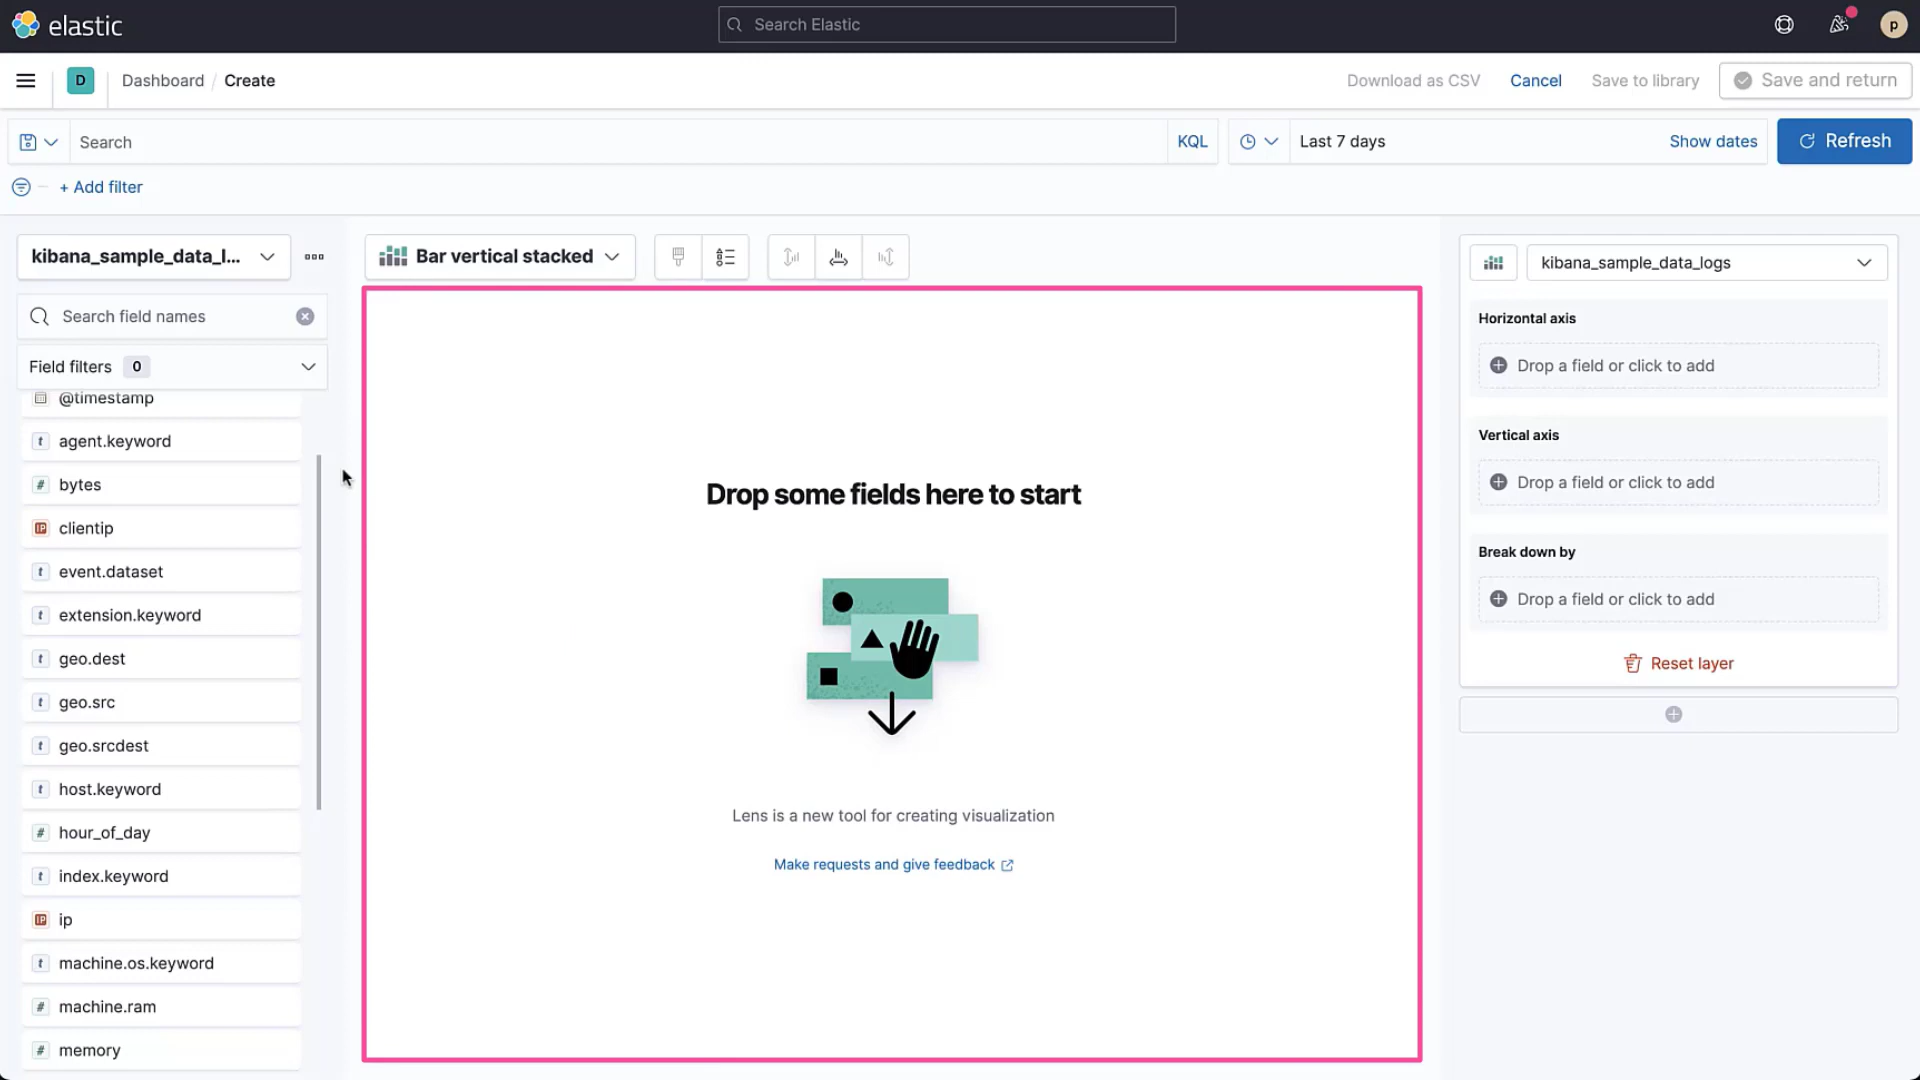 elastic
Search Elastic
p
D
Dashboard / Create
Download as CSV
Cancel
Save to library
Save and return
Search
KQL
Last 7 days
Show dates
Refresh
+ Add filter
kibana_sample_data_l...
Bar vertical stacked
kibana_sample_data_logs
Search field names
Field filters 0
@timestamp
t agent.keyword
# bytes
IP clientip
t event.dataset
t extension.keyword
t geo.dest
t geo.src
t geo.srcdest
t host.keyword
# hour_of_day
t index.keyword
IP ip
t machine.os.keyword
# machine.ram
# memory
Drop some fields here to start
Lens is a new tool for creating visualization
Make requests and give feedback
Horizontal axis
Drop a field or click to add
Vertical axis
Drop a field or click to add
Break down by
Drop a field or click to add
Reset layer